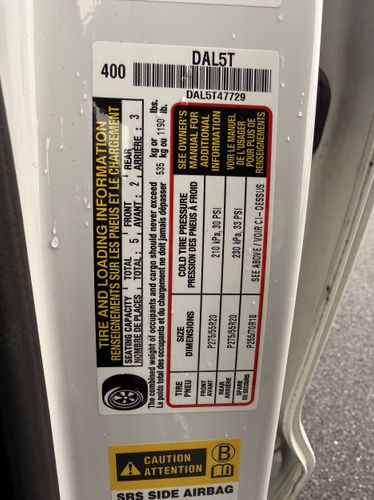 400
DAL5T
DAL5T47729
TIRE AND LOADING INFORMATION
RENSEIGNEMENTS SUR LES PNEUS ET LE CHARGEMENT
SEATING CAPACITY TOTAL FRONT REAR
NOMBRE DE PLACES : TOTAL : 5 AVANT : 2 ARRIÈRE : 3
The combined weight of occupants and cargo should never exceed 535 kg or 1190 lbs.
Le poids total des occupants et du chargement ne doit jamais dépasser 535 kg ou 1190 lb.
TIRE SIZE COLD TIRE PRESSURE
PNEU DIMENSIONS PRESSION DES PNEUS À FROID
FRONT
AVANT P275/55R20 210 kPa, 30 PSI
REAR
ARRIÈRE P275/55R20 230 kPa, 33 PSI
SPARE
DE SECOURS P255/70R18 SEE ABOVE / VOIR CI-DESSUS
SEE OWNER'S
MANUAL FOR
ADDITIONAL
INFORMATION
VOIR LE MANUEL
DE L'USAGER
POUR PLUS DE
RENSEIGNEMENTS
CAUTION
ATTENTION
B
SRS SIDE AIRBAG